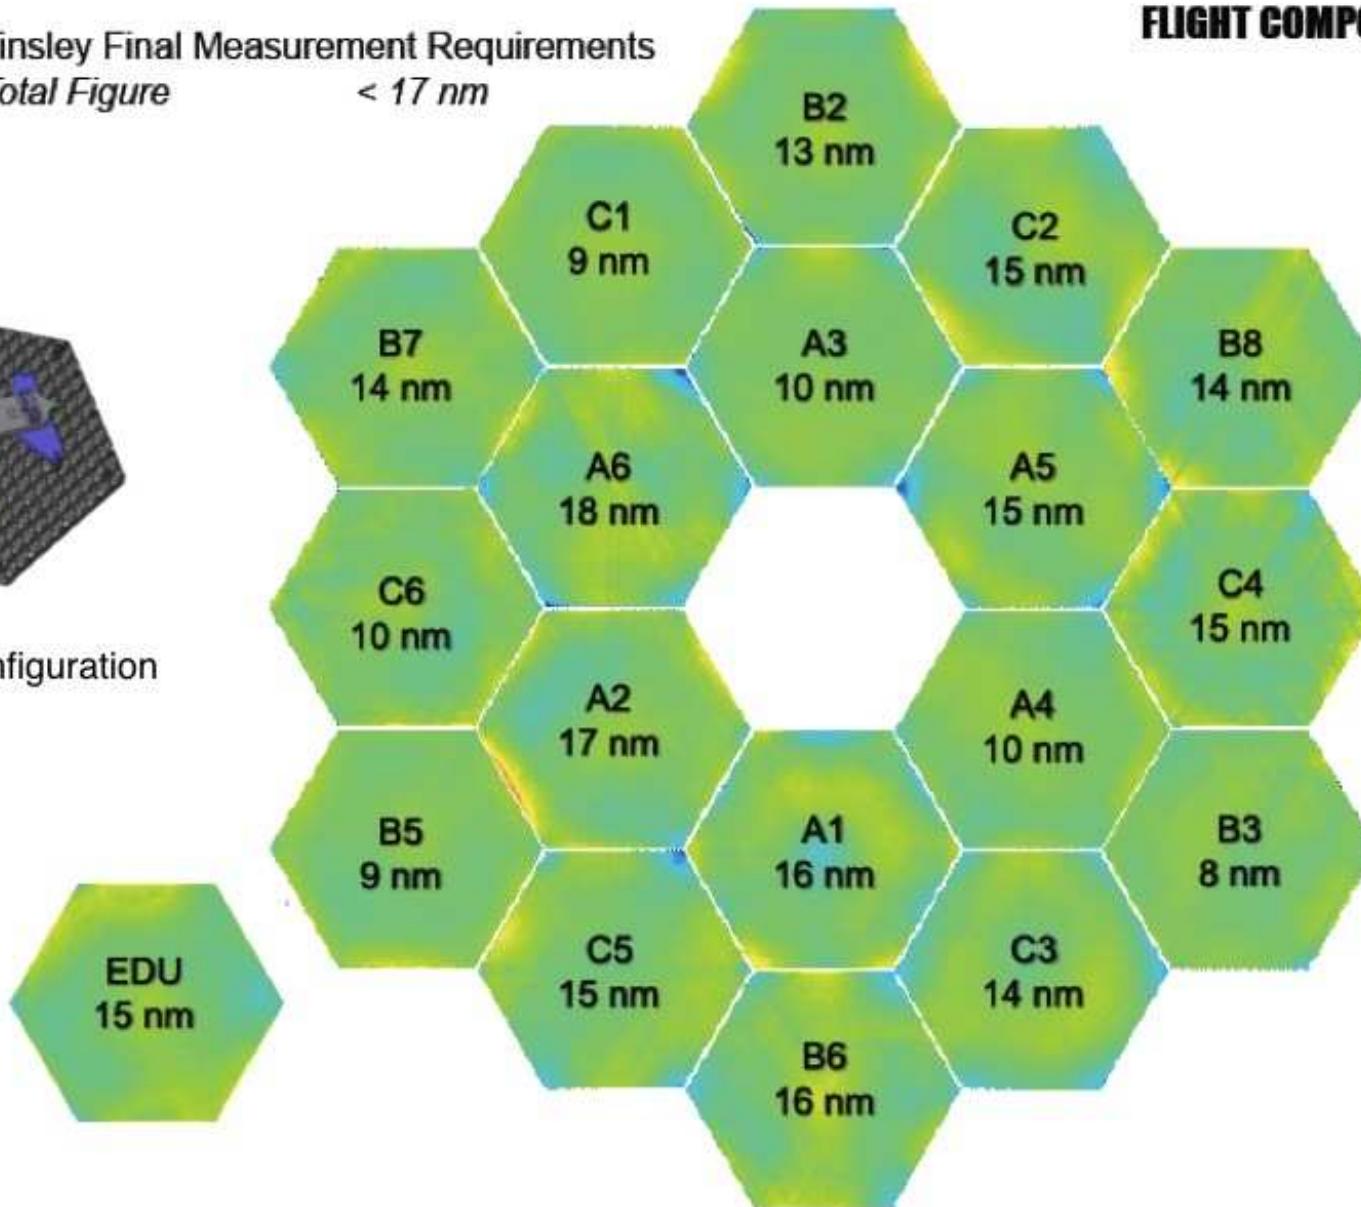 insley Final Measurement Requirements
otal Figure < 17 nm
FLIGHT COMPO
B2
13 nm
C1
9 nm
C2
15 nm
B7
14 nm
A3
10 nm
B8
14 nm
A6
18 nm
A5
15 nm
C6
10 nm
C4
15 nm
nfiguration
A2
17 nm
A4
10 nm
B5
9 nm
A1
16 nm
B3
8 nm
EDU
15 nm
C5
15 nm
C3
14 nm
B6
16 nm